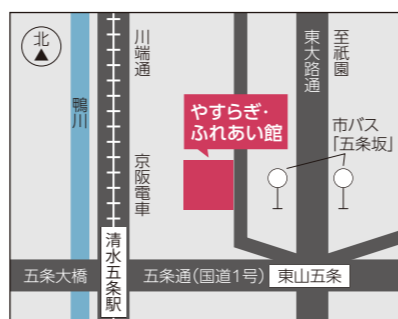 北
鴨川
川端通
京阪電車
清水五条駅
やすらぎ・
ふれあい館
東大路通
至祇園
市バス
「五条坂」
五条大橋
五条通(国道1号)
東山五条